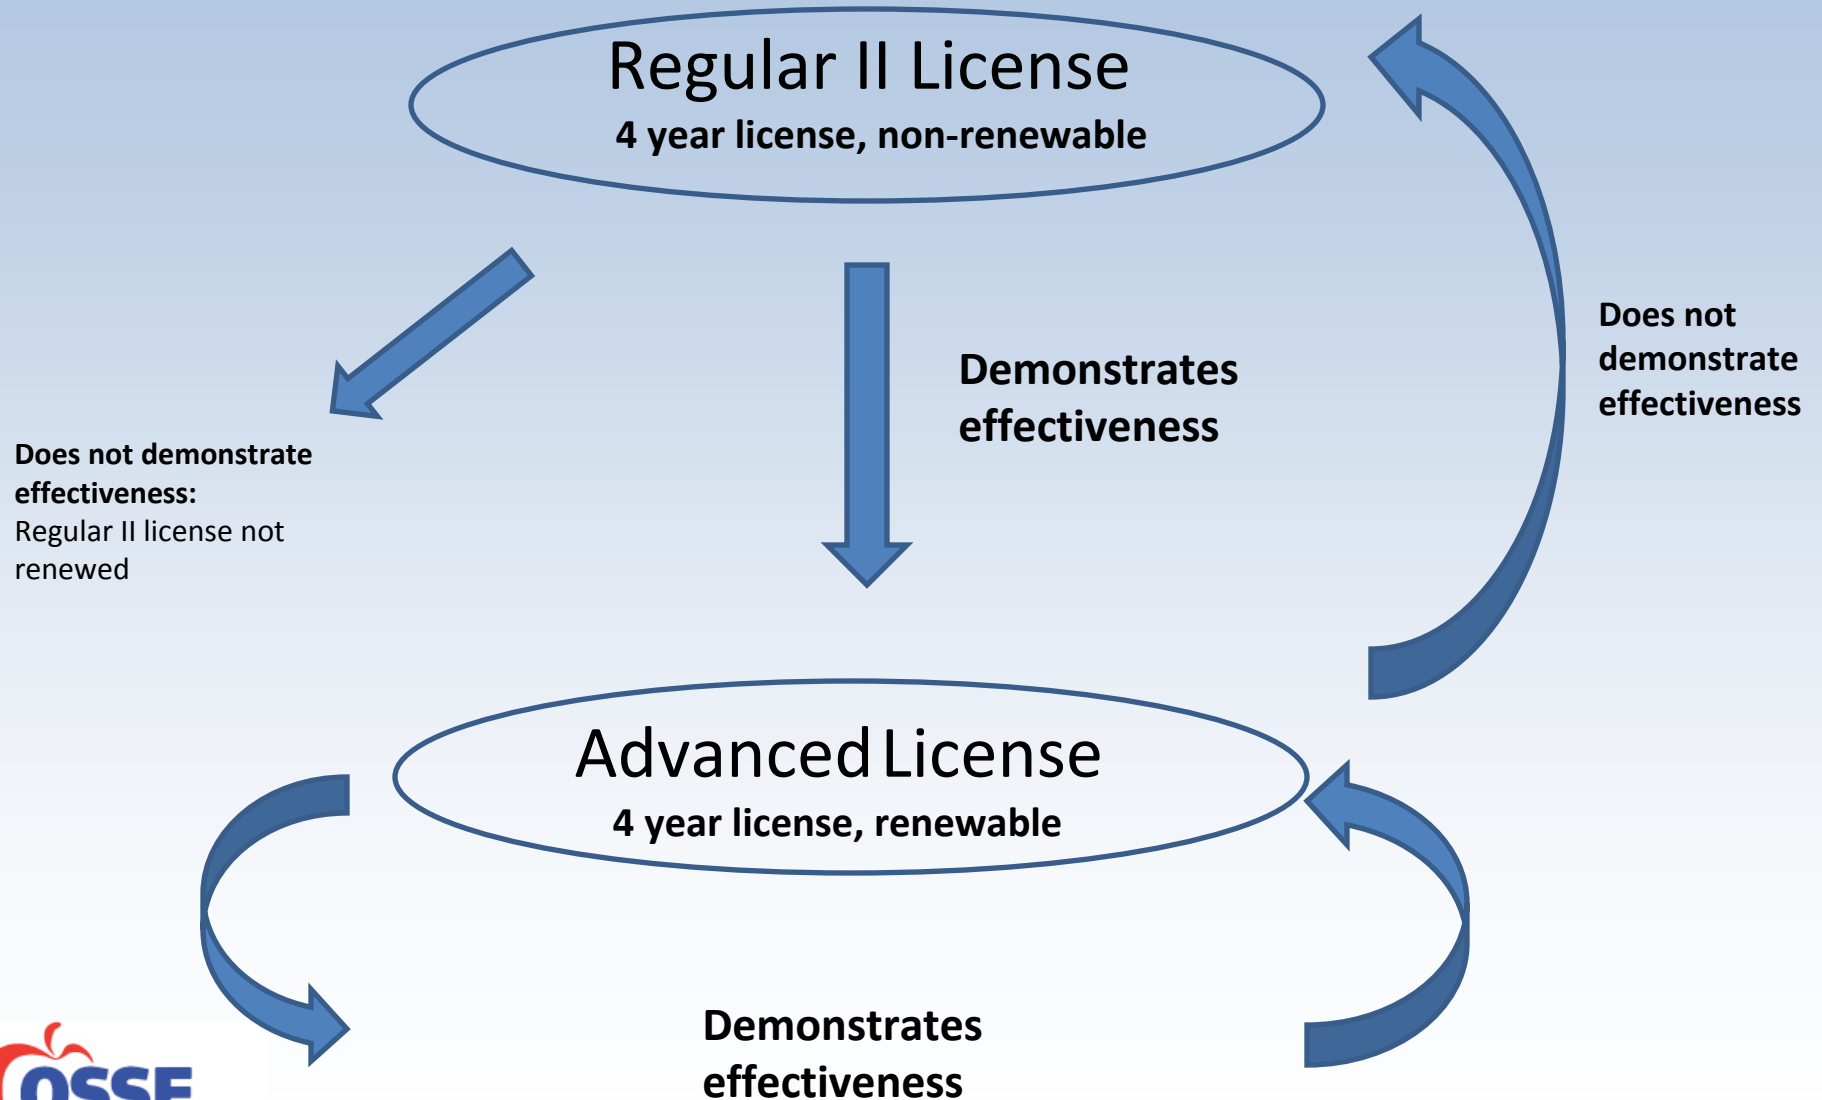 Regular II License
4 year license, non-renewable
Does not
demonstrate
effectiveness
Demonstrates
effectiveness
Does not demonstrate
effectiveness:
Regular II license not
renewed
Advanced License
4 year license, renewable
Demonstrates
effectiveness
OSSE